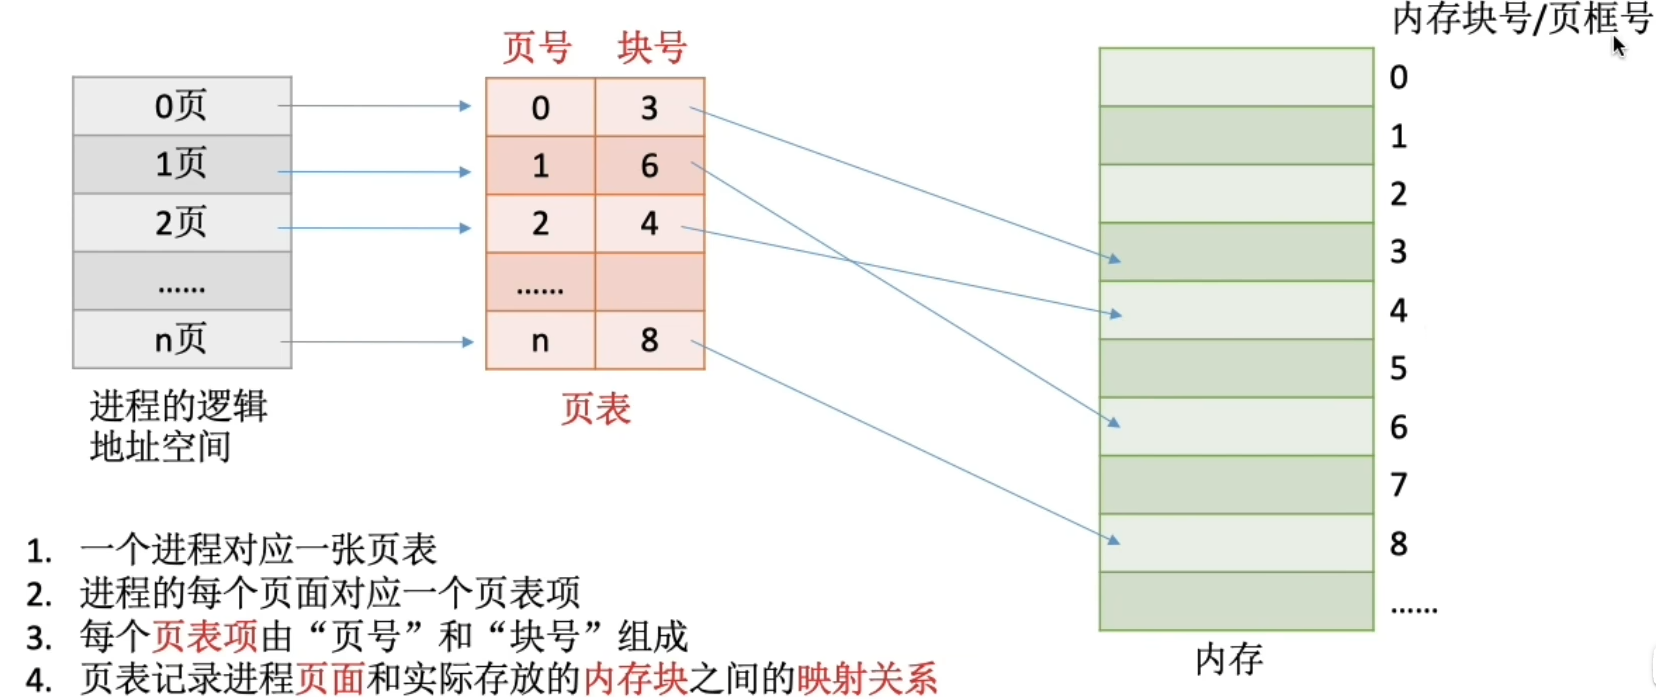 内存块号/页框号
页号 块号
0页
1页
2页
......
n页
进程的逻辑
地址空间
0 3
1 6
2 4
......
n 8
页表
0
1
2
3
4
5
6
7
8
......
内存
1. 一个进程对应一张页表
2. 进程的每个页面对应一个页表项
3. 每个页表项由“页号”和“块号”组成
4. 页表记录进程页面和实际存放的内存块之间的映射关系